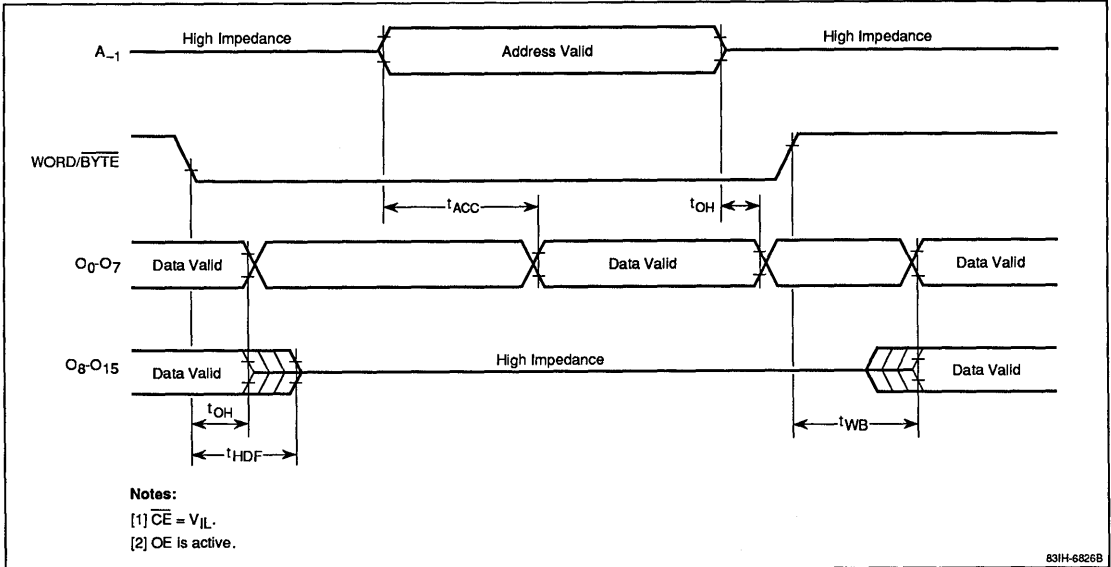 High Impedance
High Impedance
A–1
Address Valid
WORD/B̅Y̅T̅E̅
tACC
tOH
O0-O7
Data Valid
Data Valid
Data Valid
O8-O15
Data Valid
High Impedance
Data Valid
tOH
tWB
tHDF
Notes:
[1] C̅E̅ = VIL.
[2] OE is active.
83IH-6826B